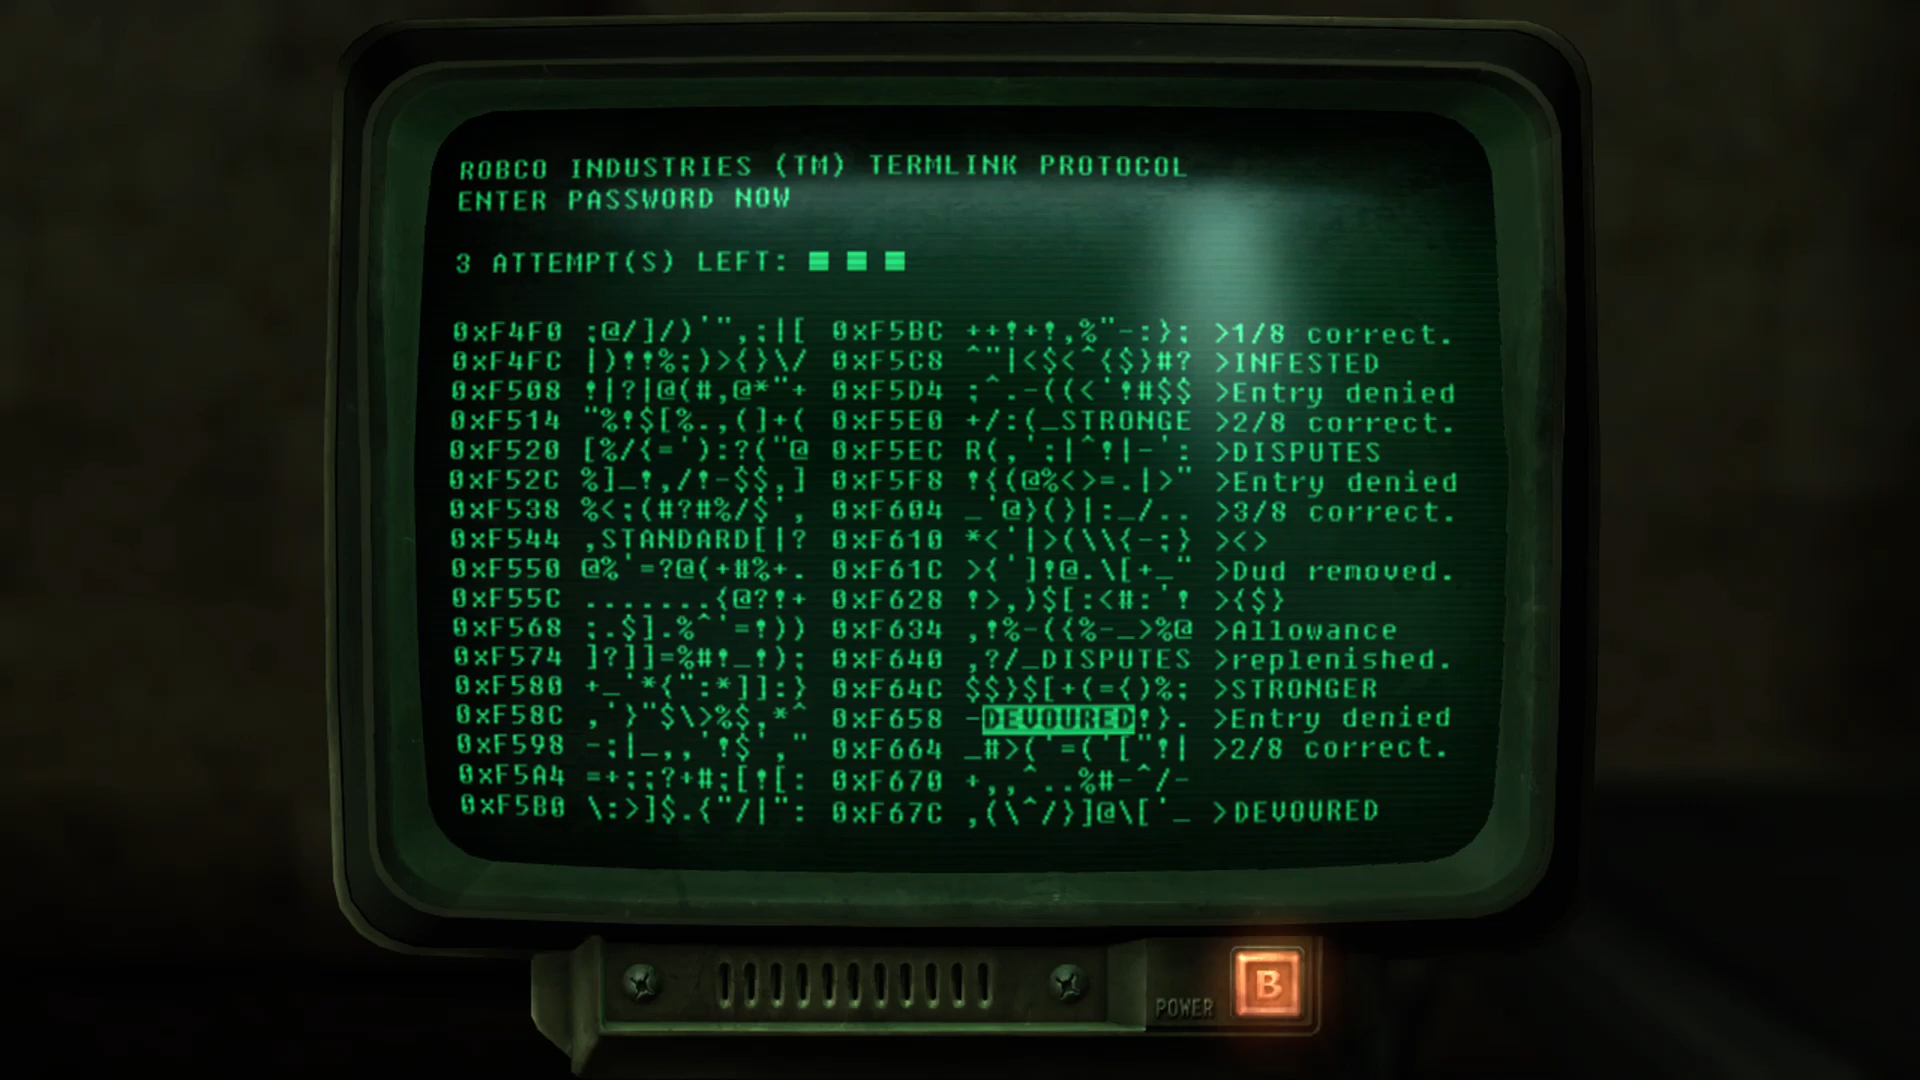 ROBCO INDUSTRIES (TM) TERMLINK PROTOCOL
ENTER PASSWORD NOW
3 ATTEMPT(S) LEFT: ■ ■ ■
0xF4F0 ;@/]/)'",;|[ 0xF5BC ++!+!,%"-:}; >1/8 correct.
0xF4FC |)!!%;)>{}\/ 0xF5C8 ^"|<$<^{$}#? >INFESTED
0xF508 !|?|@(#,@*"+ 0xF5D4 ;^.-((<'!#$$ >Entry denied
0xF514 "%!$[%.,(]+( 0xF5E0 +/:(_STRONGE >2/8 correct.
0xF520 [%/{='):?("@ 0xF5EC R(,';|^!|-': >DISPUTES
0xF52C %]_!,/!-$$,] 0xF5F8 !{(@%<>=.|>" >Entry denied
0xF538 %<;(#?#%/$', 0xF604 _'@}(}|:_/.. >3/8 correct.
0xF544 ,STANDARD[|? 0xF610 *<'|>(\\{-;} ><>
0xF550 @%'=?@(+#%+. 0xF61C >{']!@.\[+_" >Dud removed.
0xF55C .......{@?!+ 0xF628 !>,)$[:<#:'! >{$}
0xF568 ;.$].%^'=!)) 0xF634 ,!%-({%-_>%@ >Allowance
0xF574 ]?]]=%#!_!); 0xF640 ,?/_DISPUTES >replenished.
0xF580 +_'*{":*]]:} 0xF64C $$}$[+(={)%; >STRONGER
0xF58C ,'}"$\>%$,*^ 0xF658 -DEVOURED!}. >Entry denied
0xF598 -;|_,,'!$'," 0xF664 _#>('=('["!| >2/8 correct.
0xF5A4 =+;;?+#;[![: 0xF670 +,,^..%#-^/-
0xF5B0 \:>]$.{"/|": 0xF67C ,(\^/}]@\['_ >DEVOURED
POWER B